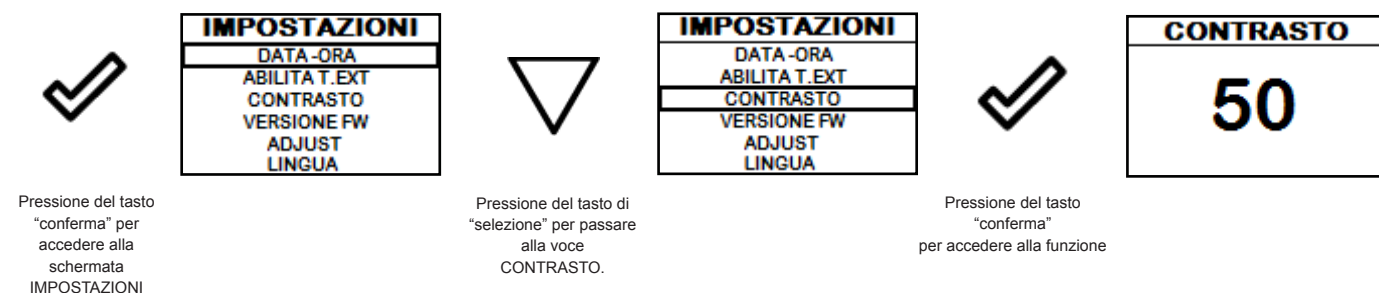 IMPOSTAZIONI
DATA-ORA
ABILITA T.EXT
CONTRASTO
VERSIONE FW
ADJUST
LINGUA
IMPOSTAZIONI
DATA-ORA
ABILITA T.EXT
CONTRASTO
VERSIONE FW
ADJUST
LINGUA
CONTRASTO
50
Pressione del tasto
“conferma” per
accedere alla
schermata
IMPOSTAZIONI
Pressione del tasto di
“selezione” per passare
alla voce
CONTRASTO.
Pressione del tasto
“conferma”
per accedere alla funzione